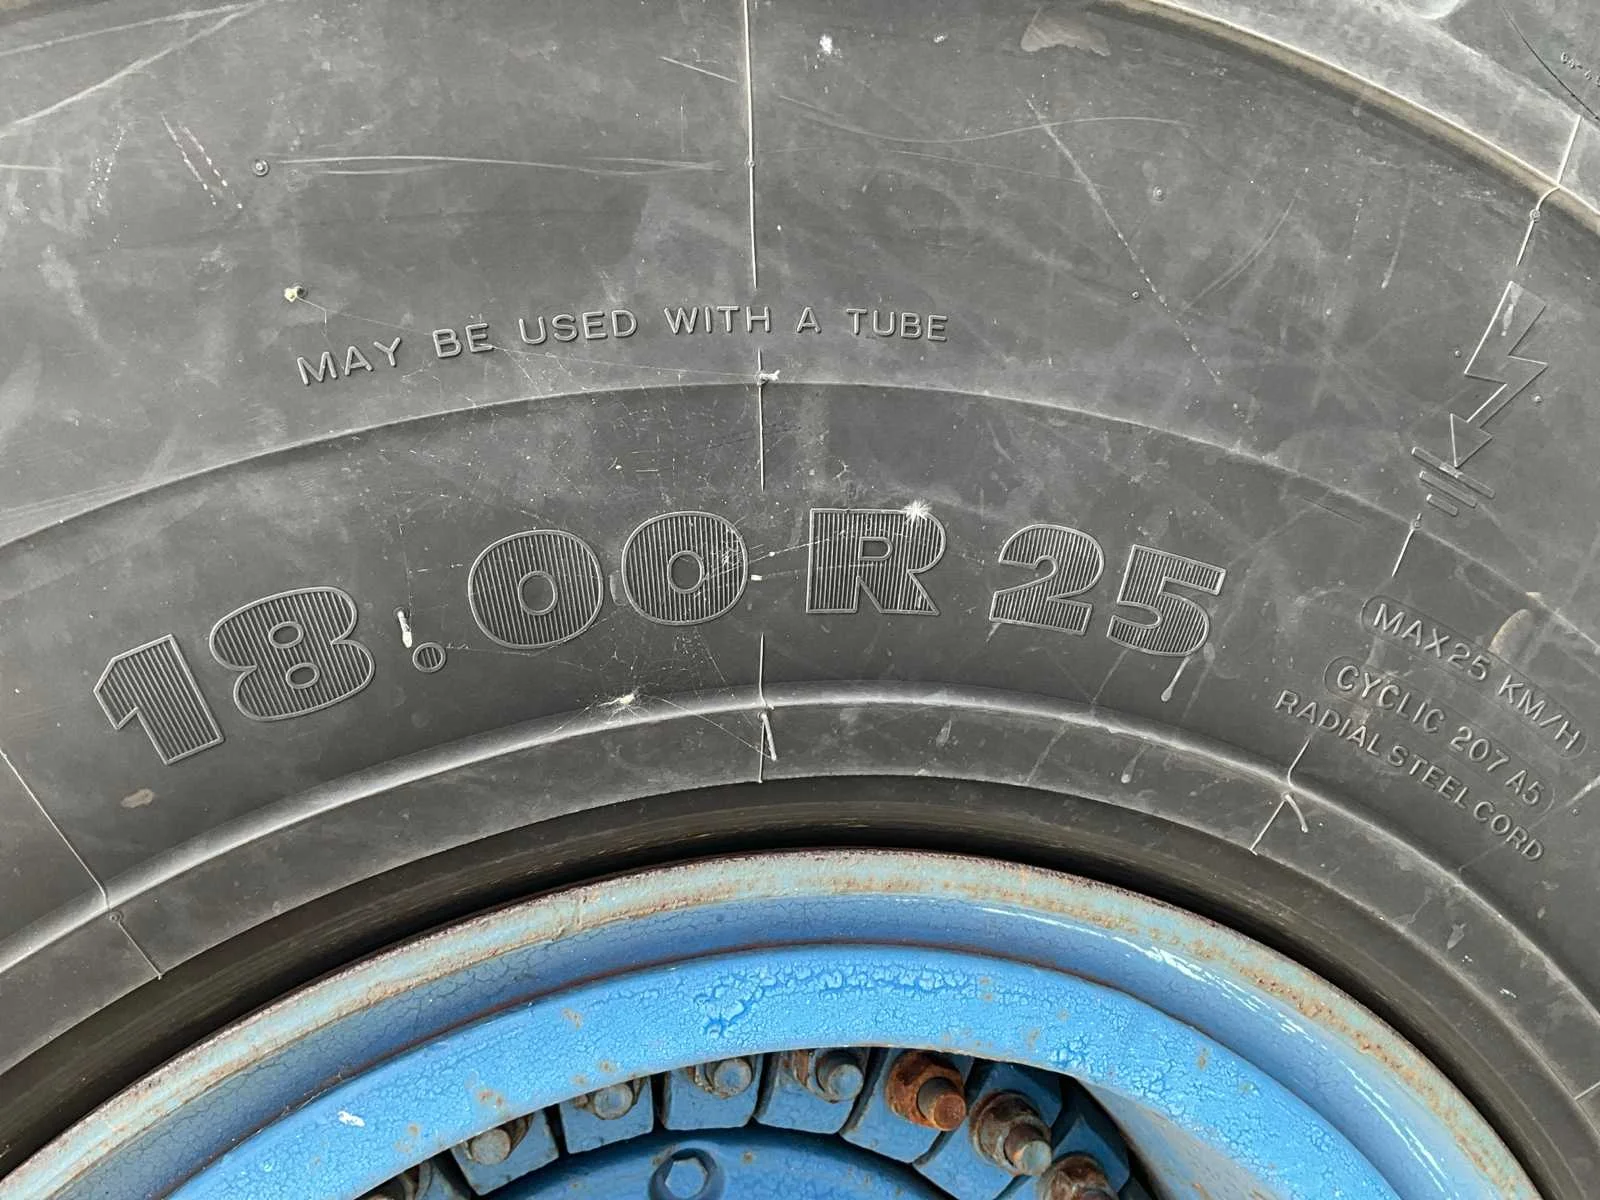 MAY BE USED WITH A TUBE
18.00 R 25
MAX 25 KM/H
CYCLIC 207 A5
RADIAL STEEL CORD